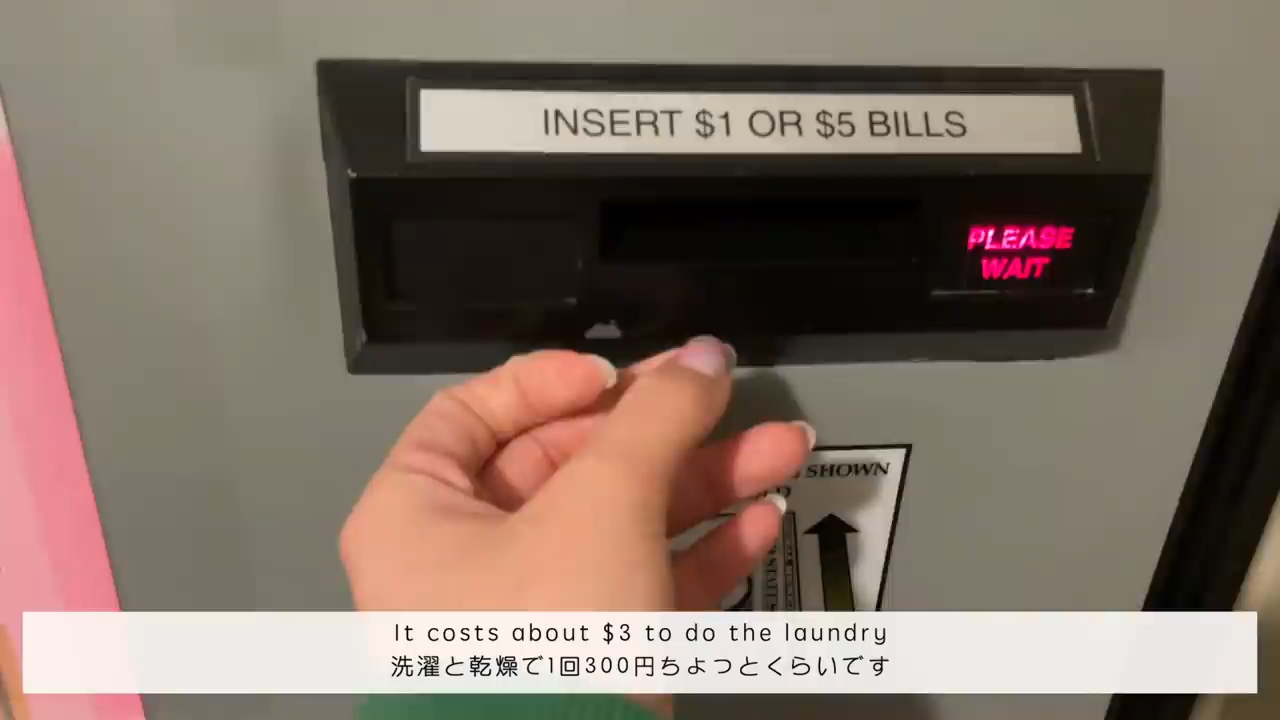 INSERT $1 OR $5 BILLS
PLEASE
WAIT
SHOWN
It costs about $3 to do the laundry
洗濯と乾燥で1回300円ちょっとくらいです